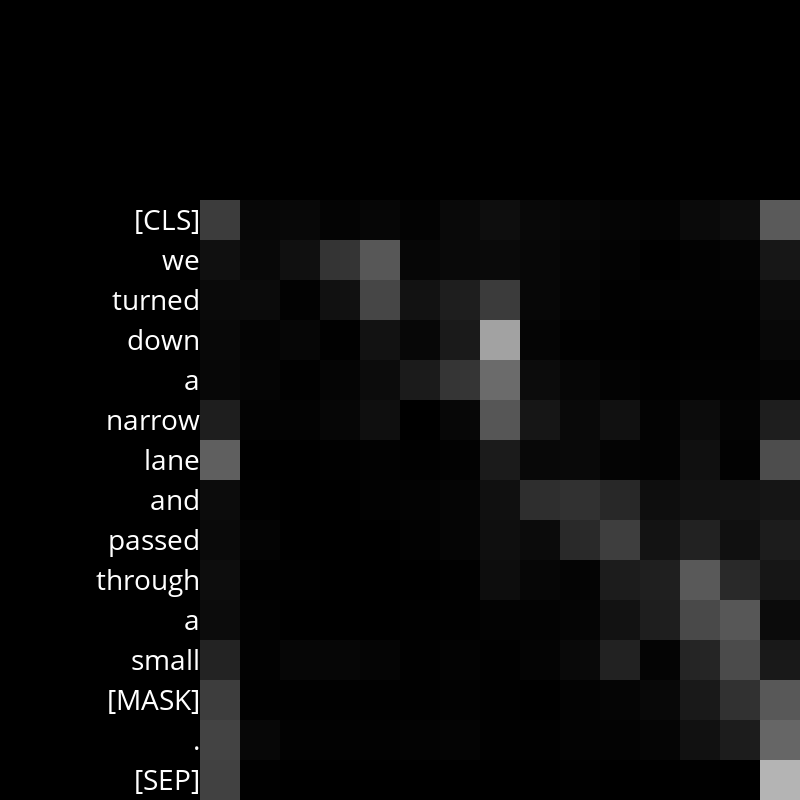 [CLS]
we
turned
down
a
narrow
lane
and
passed
through
a
small
[MASK]
.
[SEP]